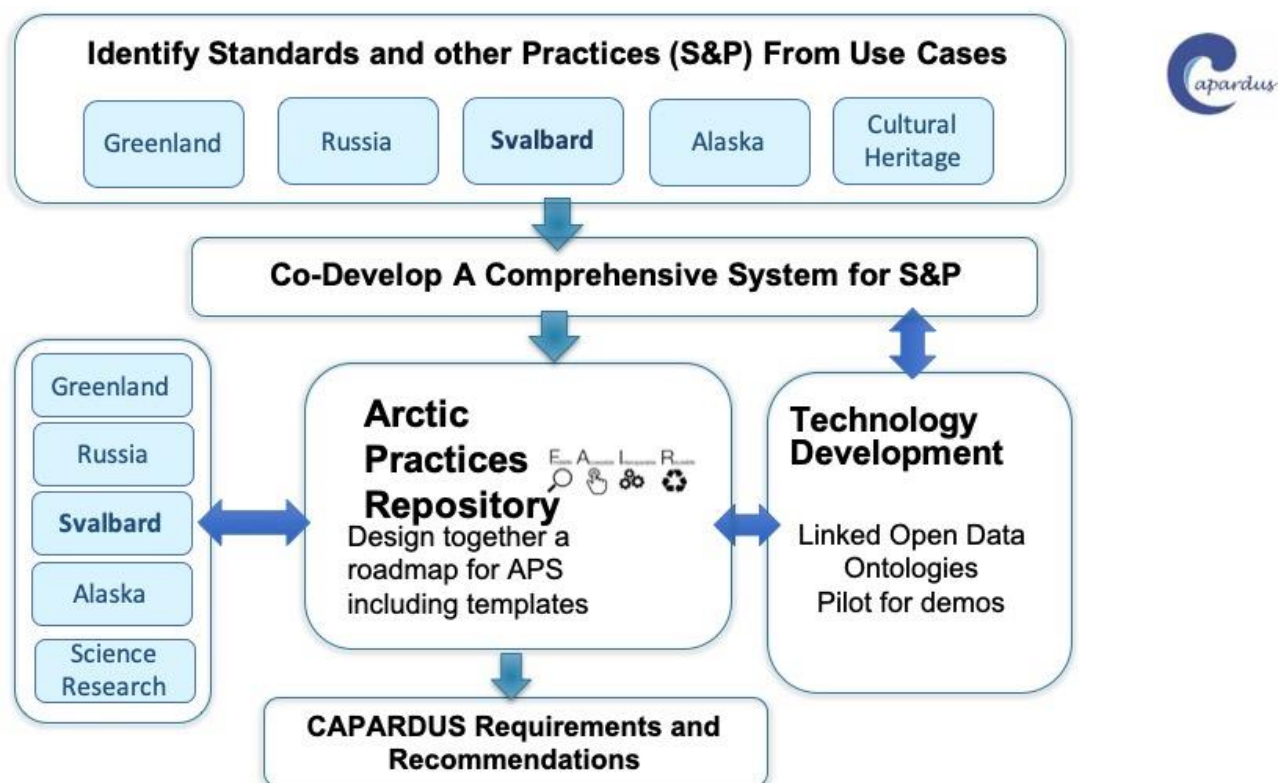 Identify Standards and other Practices (S&P) From Use Cases
Greenland
Russia
Svalbard
Alaska
Cultural
Heritage
apardus
Co-Develop A Comprehensive System for S&P
Greenland
Russia
Svalbard
Alaska
Science
Research
Arctic
Practices
Repository
F A I R
Design together a
roadmap for APS
including templates
Technology
Development
Linked Open Data
Ontologies
Pilot for demos
CAPARDUS Requirements and
Recommendations